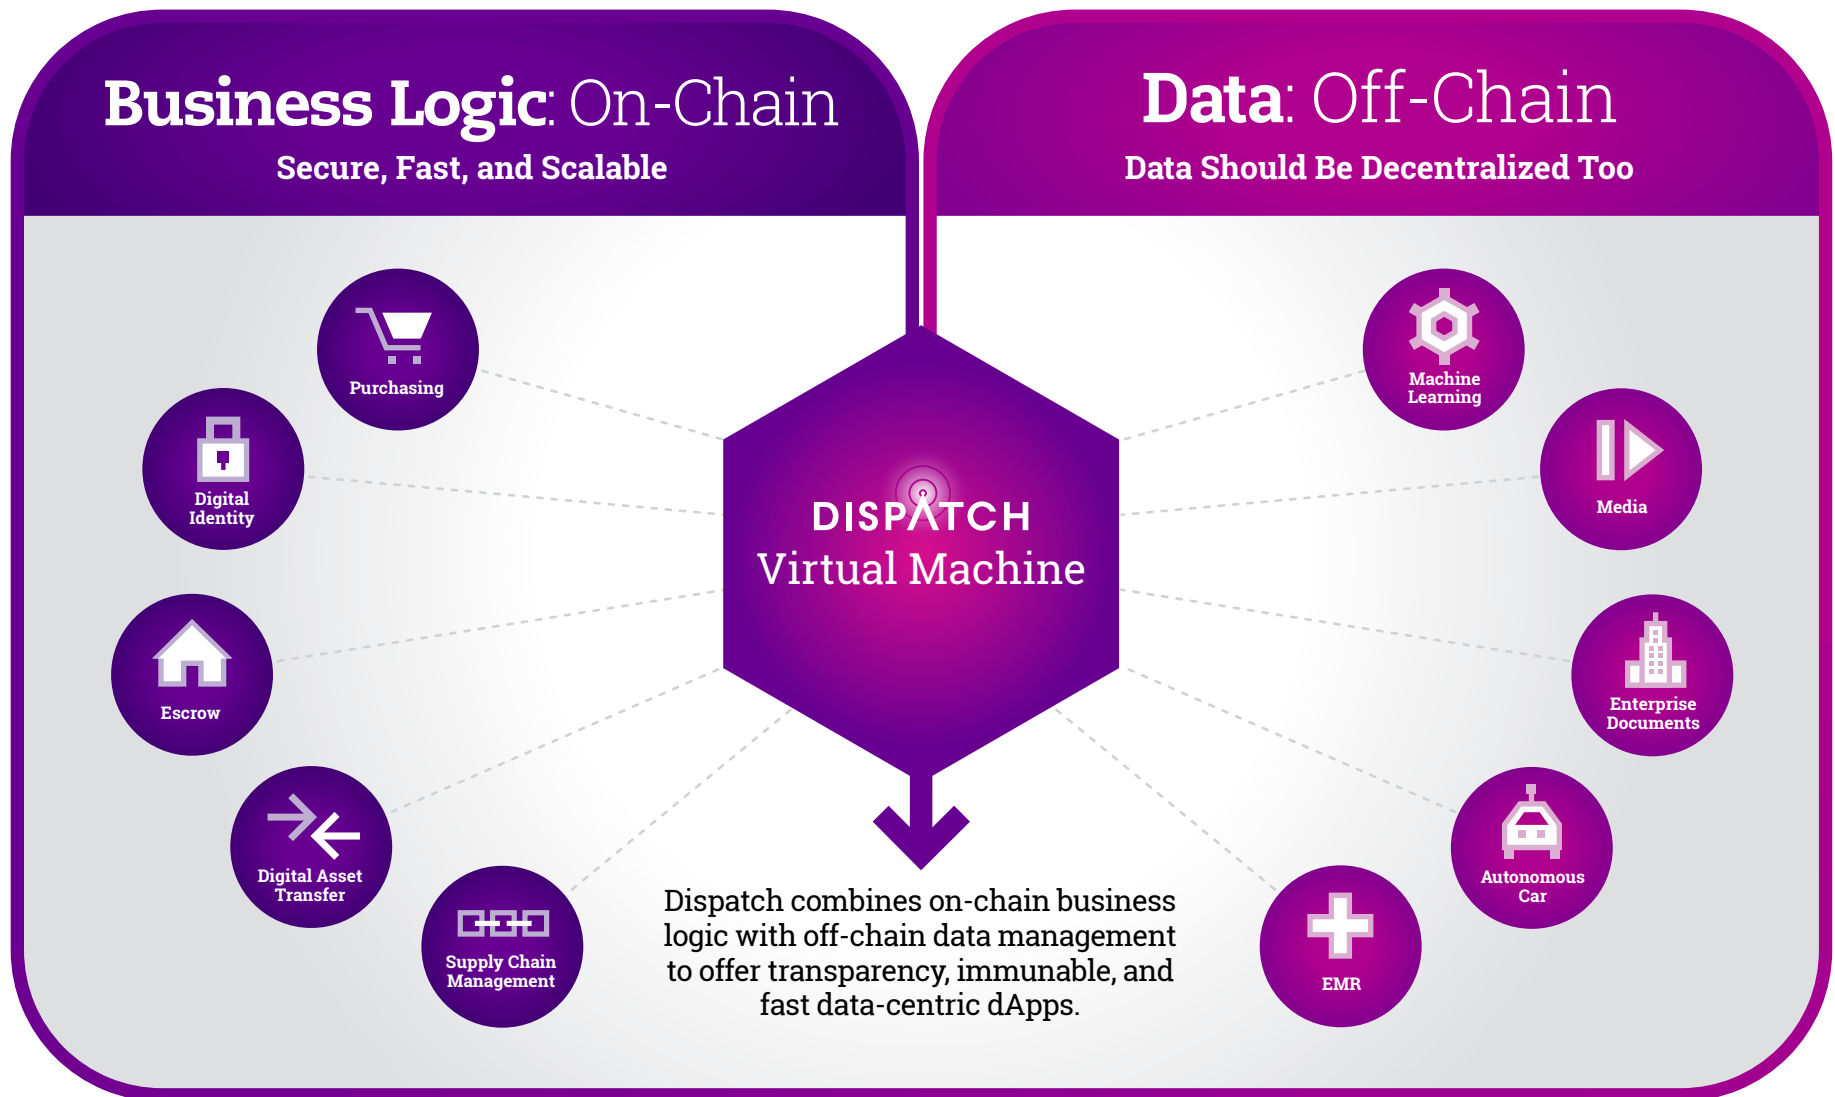 Business Logic: On-Chain
Secure, Fast, and Scalable
Data: Off-Chain
Data Should Be Decentralized Too
Purchasing
Digital
Identity
Escrow
Digital Asset
Transfer
Supply Chain
Management
DISPATCH
Virtual Machine
Machine
Learning
Media
Enterprise
Documents
Autonomous
Car
EMR
Dispatch combines on-chain business
logic with off-chain data management
to offer transparency, immunable, and
fast data-centric dApps.